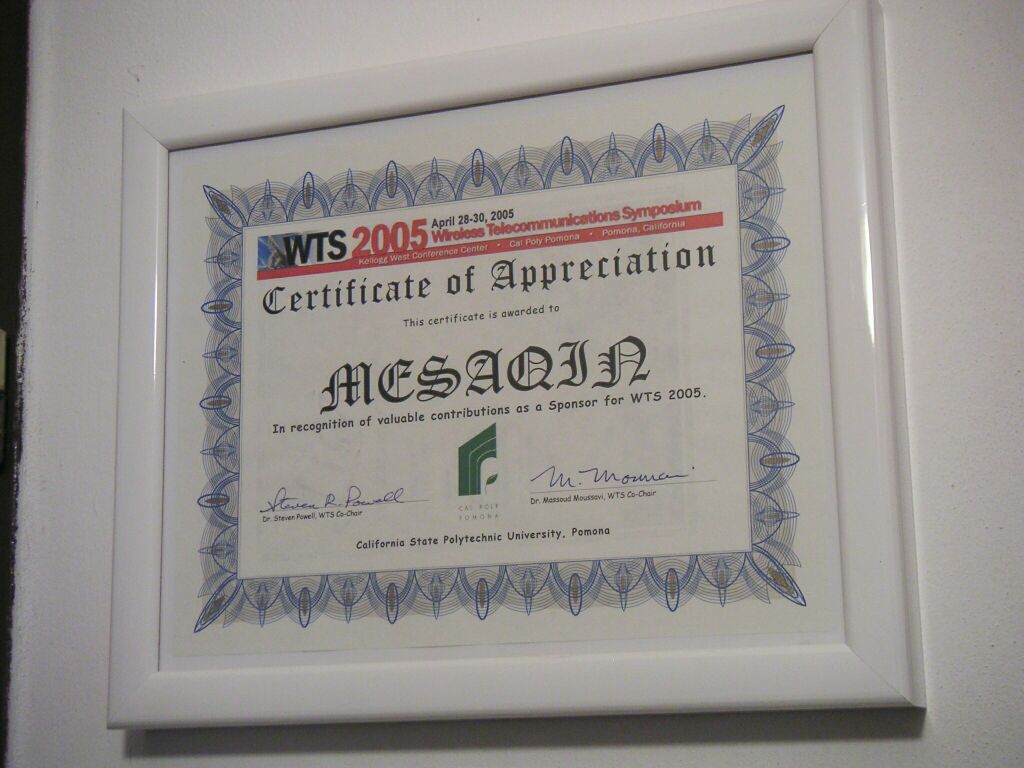 April 28-30, 2005
WTS 2005 Wireless Telecommunications Symposium
Kellogg West Conference Center • Cal Poly Pomona • Pomona, California
Certificate of Appreciation
This certificate is awarded to
MESAQIN
In recognition of valuable contributions as a Sponsor for WTS 2005.
Steven R. Powell
M. Moussavi
Dr. Steven Powell, WTS Co-Chair
Dr. Massoud Moussavi, WTS Co-Chair
CAL POLY
POMONA
California State Polytechnic University, Pomona